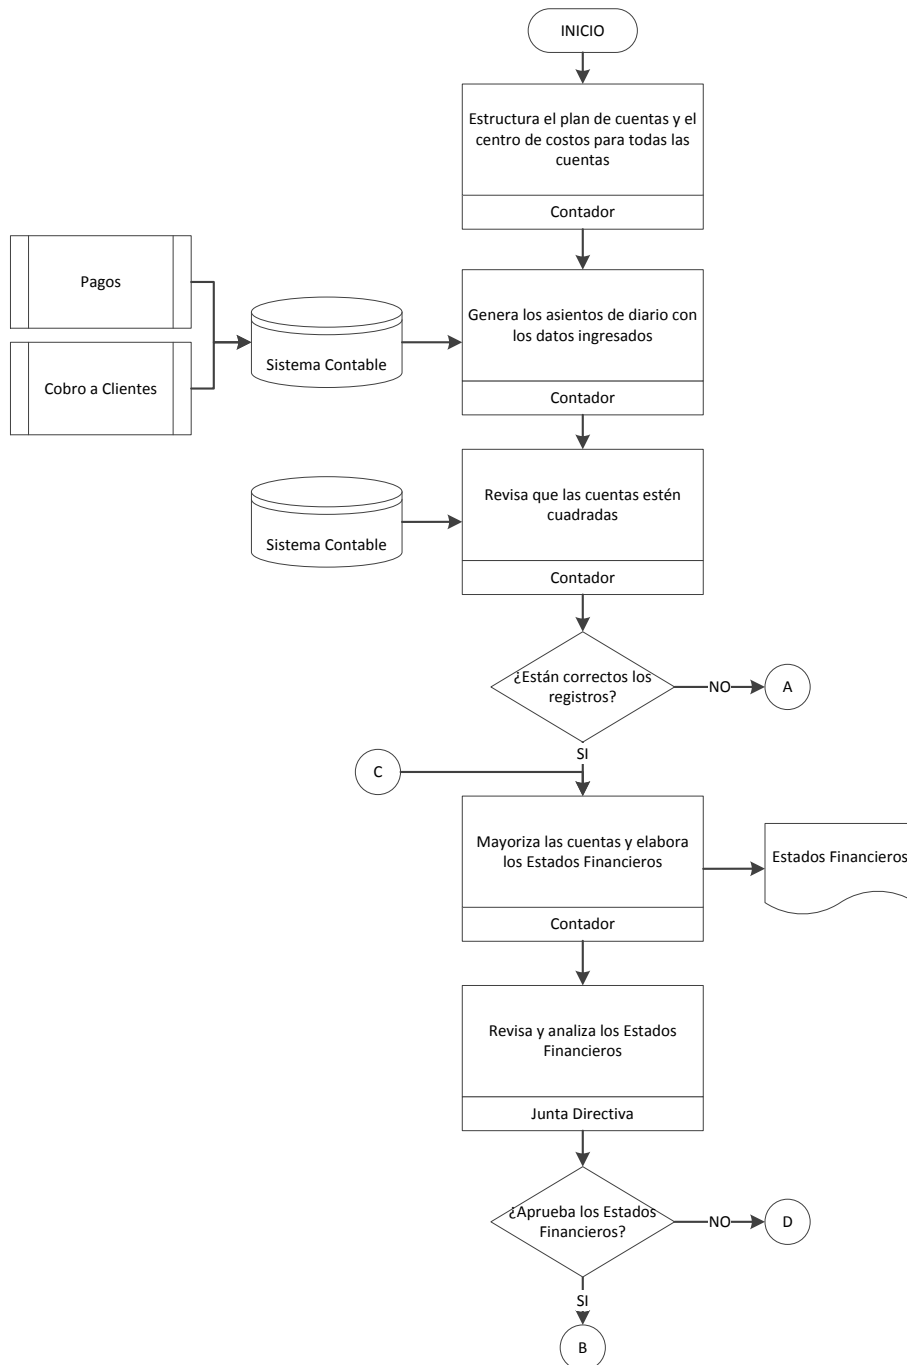 INICIO
Estructura el plan de cuentas y el
centro de costos para todas las
cuentas
Contador
Pagos
Cobro a Clientes
Sistema Contable
Genera los asientos de diario con
los datos ingresados
Contador
Sistema Contable
Revisa que las cuentas estén
cuadradas
Contador
¿Están correctos los
registros?
NO
A
SI
C
Mayoriza las cuentas y elabora
los Estados Financieros
Contador
Estados Financieros
Revisa y analiza los Estados
Financieros
Junta Directiva
¿Aprueba los Estados
Financieros?
NO
D
SI
B